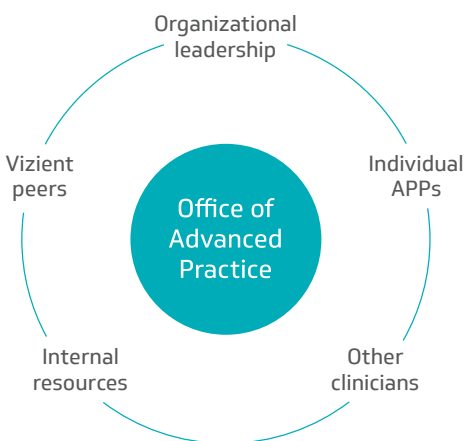 Organizational
leadership
Vizient
peers
Individual
APPs
Office of
Advanced
Practice
Internal
resources
Other
clinicians